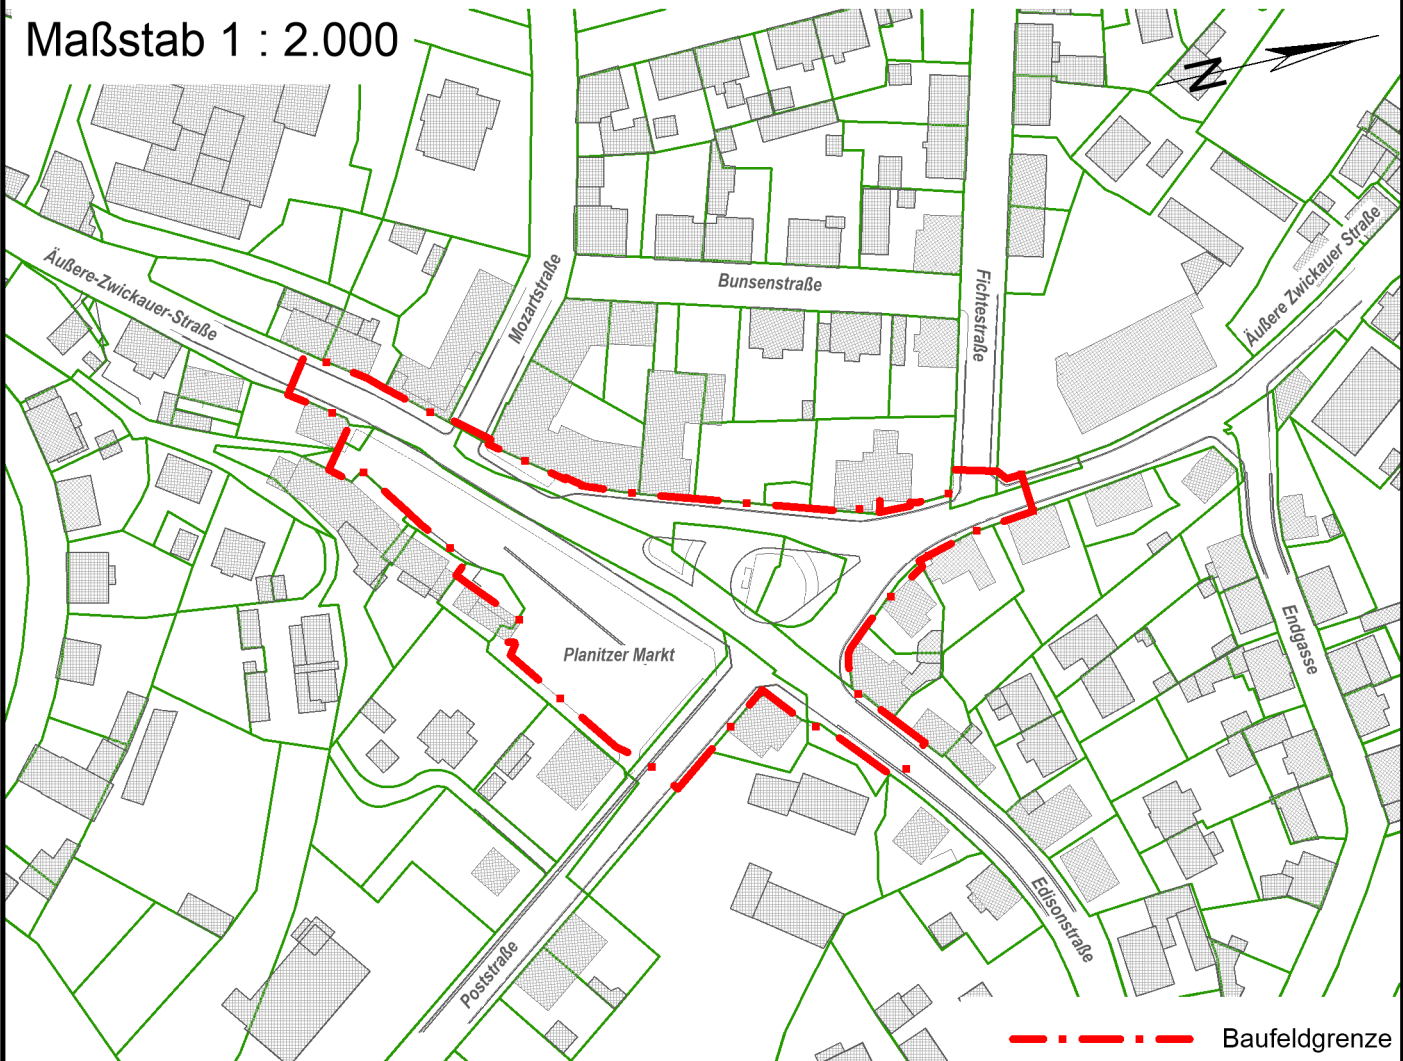 Maßstab 1 : 2.000
N
Äußere-Zwickauer-Straße
Mozartstraße
Bunsenstraße
Fichtestraße
Äußere Zwickauer Straße
Planitzer Markt
Endgasse
Edisonstraße
Poststraße
Baufeldgrenze